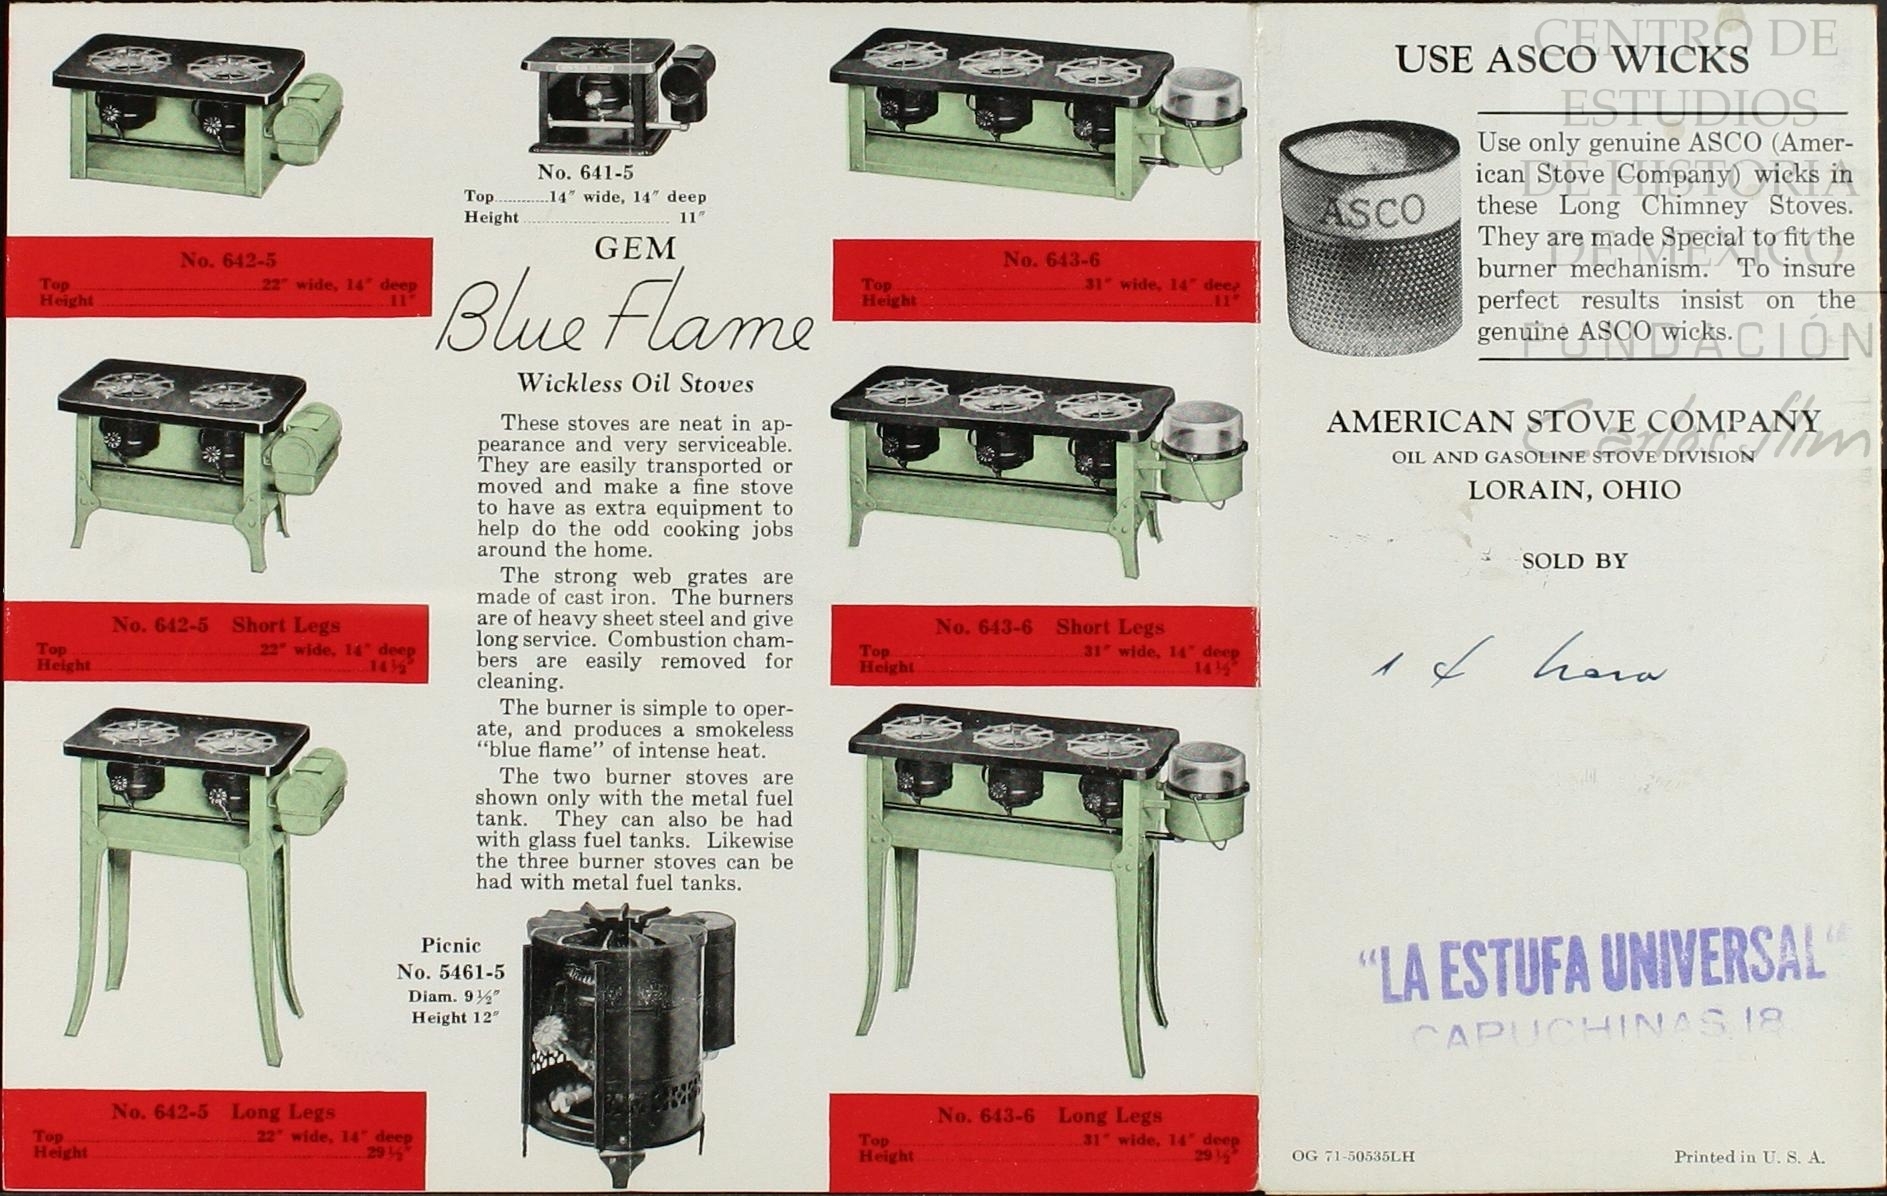 No. 642-5
Top 22" wide, 14" deep
Height 11"
No. 642-5 Short Legs
Top 22" wide, 14" deep
Height 14½"
No. 642-5 Long Legs
Top 22" wide, 14" deep
Height 29½"
No. 641-5
Top 14" wide, 14" deep
Height 11"
GEM
Blue Flame
Wickless Oil Stoves
These stoves are neat in ap-
pearance and very serviceable.
They are easily transported or
moved and make a fine stove
to have as extra equipment to
help do the odd cooking jobs
around the home.
The strong web grates are
made of cast iron. The burners
are of heavy sheet steel and give
long service. Combustion cham-
bers are easily removed for
cleaning.
The burner is simple to oper-
ate, and produces a smokeless
"blue flame" of intense heat.
The two burner stoves are
shown only with the metal fuel
tank. They can also be had
with glass fuel tanks. Likewise
the three burner stoves can be
had with metal fuel tanks.
Picnic
No. 5461-5
Diam. 9½"
Height 12"
No. 643-6
Top 31" wide, 14" deep
Height 11"
No. 643-6 Short Legs
Top 31" wide, 14" deep
Height 14½"
No. 643-6 Long Legs
Top 31" wide, 14" deep
Height 29½"
USE ASCO WICKS
ASCO
Use only genuine ASCO (Amer-
ican Stove Company) wicks in
these Long Chimney Stoves.
They are made Special to fit the
burner mechanism. To insure
perfect results insist on the
genuine ASCO wicks.
AMERICAN STOVE COMPANY
OIL AND GASOLINE STOVE DIVISION
LORAIN, OHIO
SOLD BY
"LA ESTUFA UNIVERSAL"
CAPUCHINAS 18
OG 71-50535LH
Printed in U. S. A.
CENTRO DE
ESTUDIOS
DE HISTORIA
DE MÉXICO
FUNDACIÓN
Carlos Slim